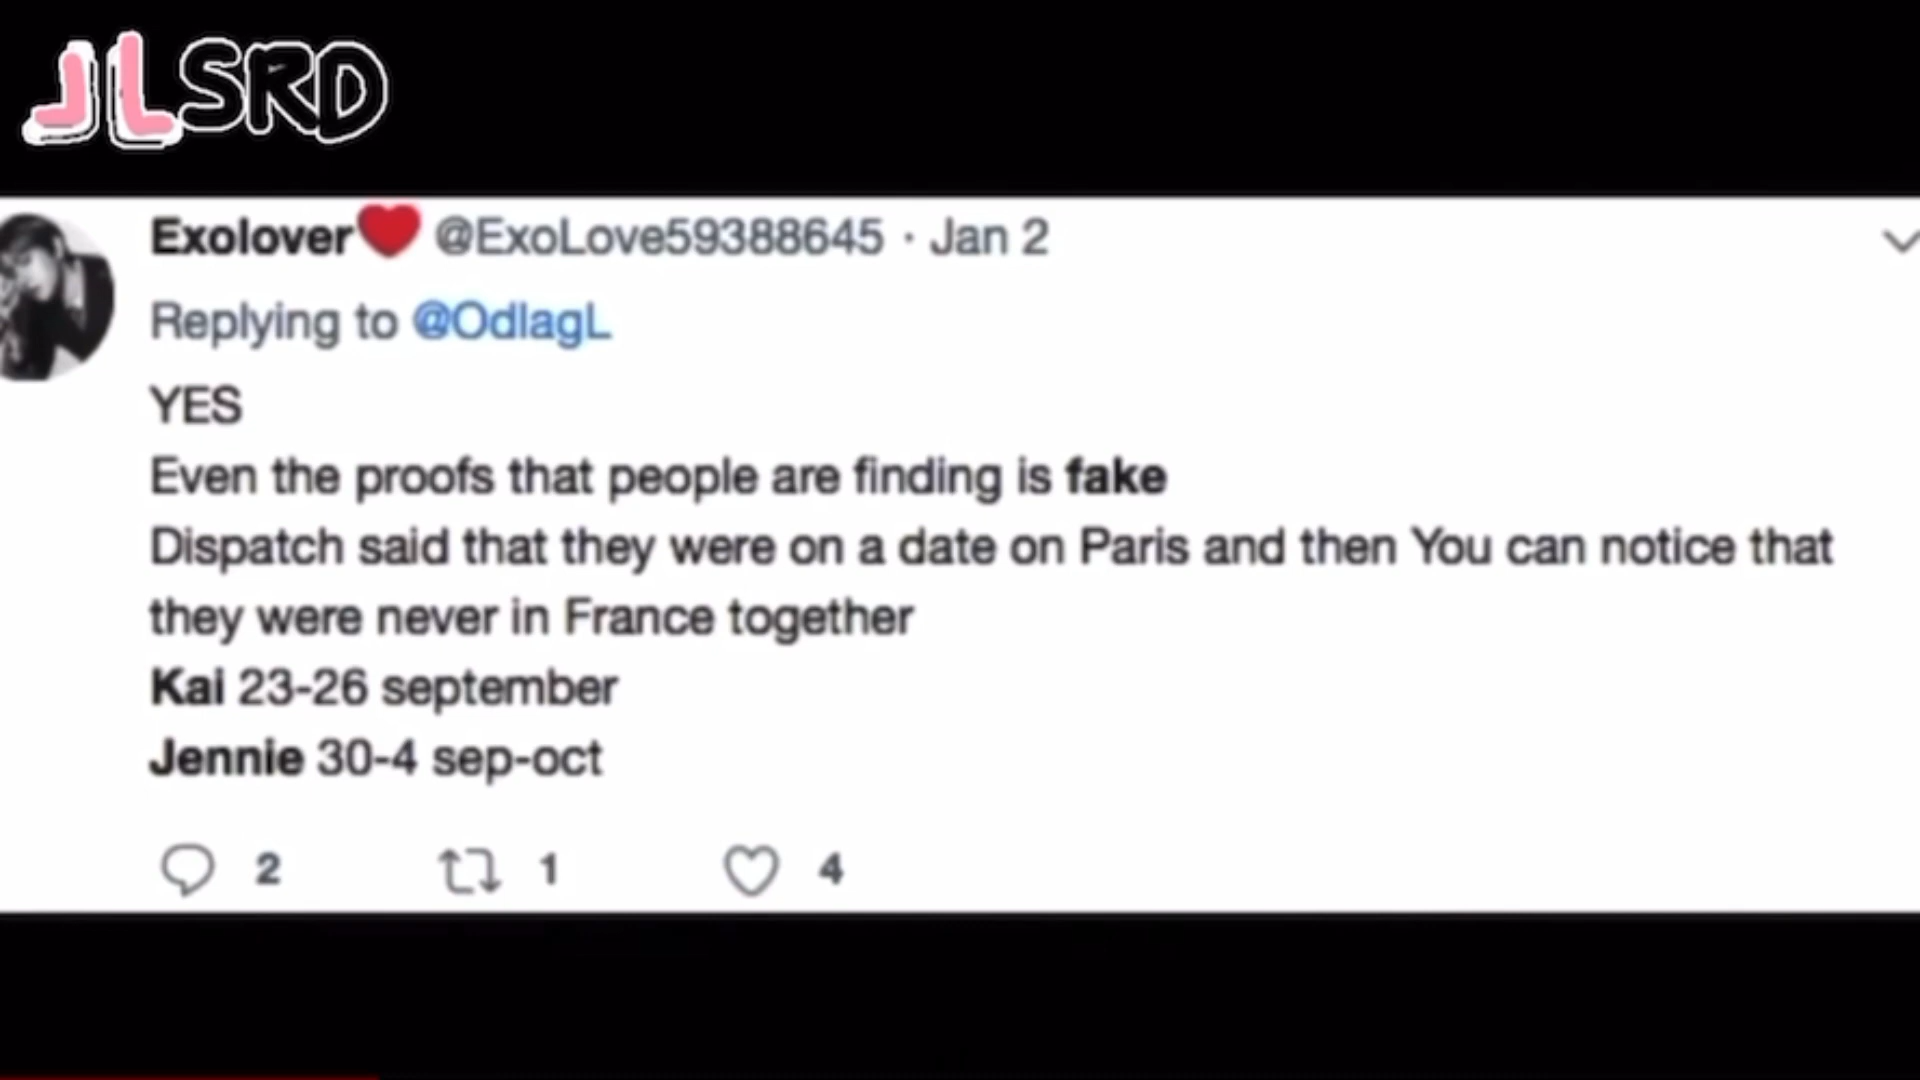 JLSRD
Exolover❤️ @ExoLove59388645 · Jan 2
Replying to @OdlagL
YES
Even the proofs that people are finding is fake
Dispatch said that they were on a date on Paris and then You can notice that
they were never in France together
Kai 23-26 september
Jennie 30-4 sep-oct
2 1 4